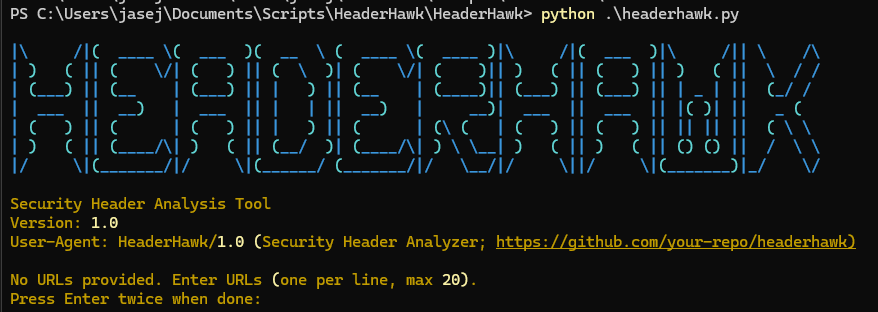 PS C:\Users\jasej\Documents\Scripts\HeaderHawk\HeaderHawk> python .\headerhawk.py
HEADERHAWK
Security Header Analysis Tool
Version: 1.0
User-Agent: HeaderHawk/1.0 (Security Header Analyzer; https://github.com/your-repo/headerhawk)
No URLs provided. Enter URLs (one per line, max 20).
Press Enter twice when done: